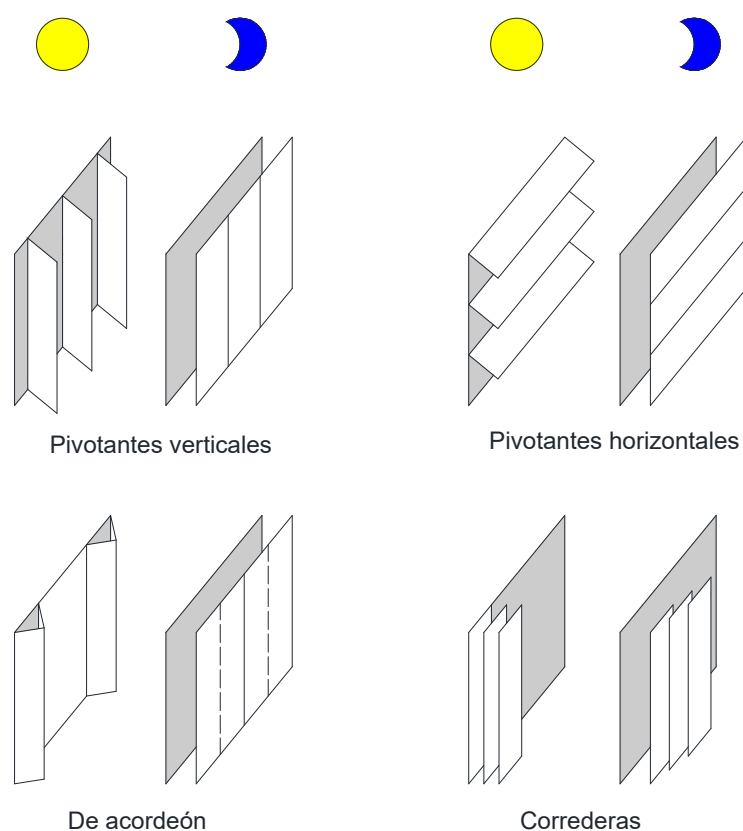 Pivotantes verticales
Pivotantes horizontales
De acordeón
Correderas